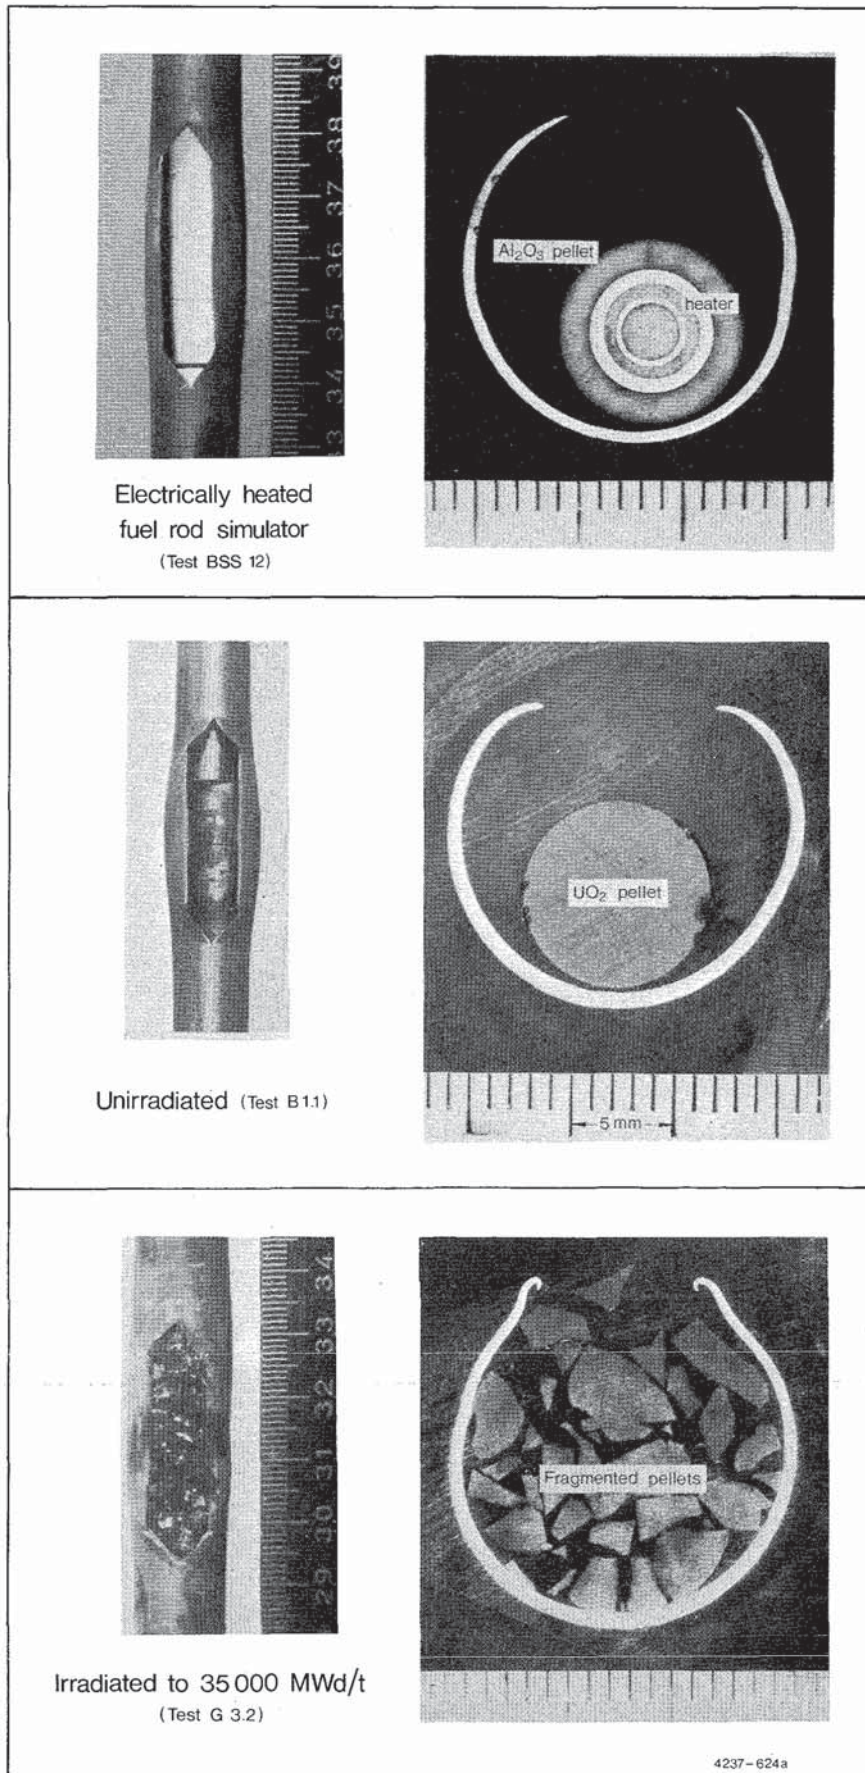 39
38
37
36
35
34
33
Al₂O₃ pellet
heater
Electrically heated
fuel rod simulator
(Test BSS 12)
UO₂ pellet
5 mm
Unirradiated (Test B1.1)
34
33
32
31
30
29
Fragmented pellets
Irradiated to 35 000 MWd/t
(Test G 3.2)
4237-624a